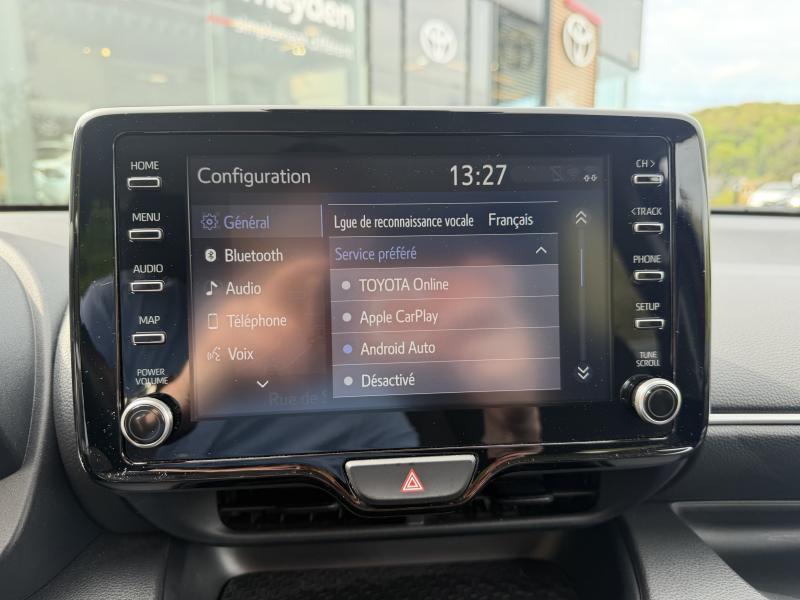 HOME
MENU
AUDIO
MAP
POWER
VOLUME
Configuration
13:27
Général
Bluetooth
Audio
Téléphone
Voix
Lgue de reconnaissance vocale Français
Service préféré
TOYOTA Online
Apple CarPlay
Android Auto
Désactivé
CH >
< TRACK
PHONE
SETUP
TUNE
SCROLL